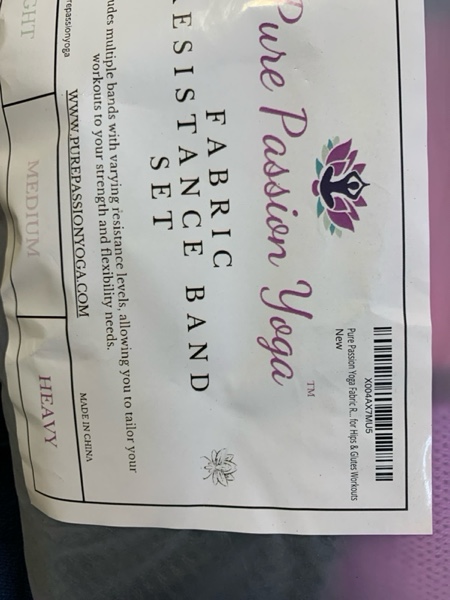 X004AX7MU5
Pure Passion Yoga Fabric R... for Hips & Glutes Workouts
New
Pure Passion Yoga
TM
FABRIC
RESISTANCE BAND
SET
multiple bands with varying resistance levels, allowing you to tailor your
workouts to your strength and flexibility needs.
WWW.PUREPASSIONYOGA.COM
MADE IN CHINA
MEDIUM
HEAVY